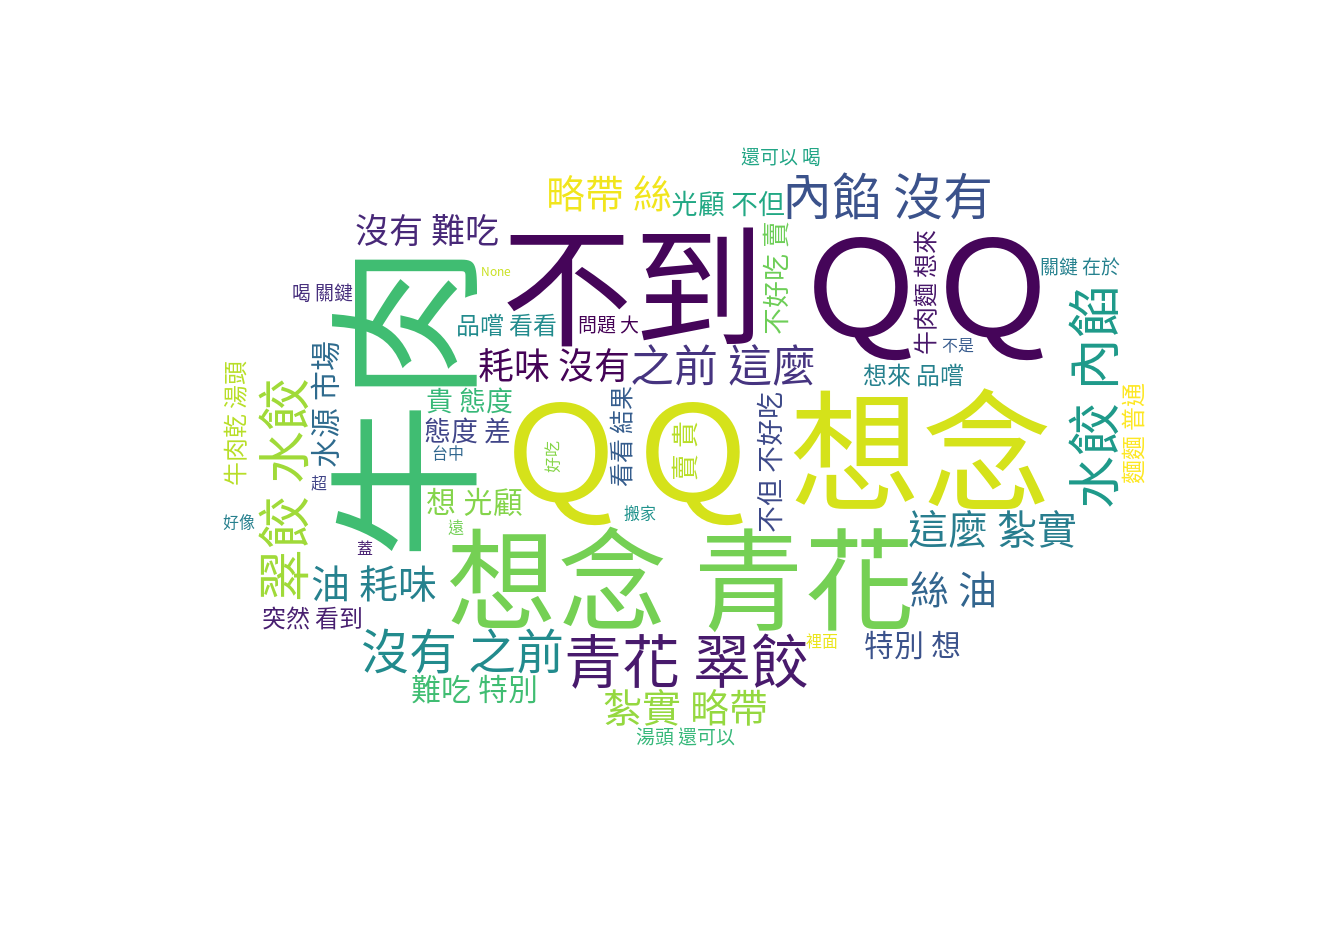 還可以 喝
略帶 絲
光顧 不但
內餡 沒有
沒有 難吃
不到 QQ
不好吃 賣
牛肉麵 想來
關鍵 在於
None
牛肉
喝 關鍵
品嚐 看看
問題 大
不是
水餃 內餡
耗味 沒有
之前 這麼
想來 品嚐
水源 市場
牛肉乾 湯頭
翠餃 水餃
貴 態度
態度 差
台中
QQ 想念
好吃
看看 結果
賣 貴
不但 不好吃
麵麵 普通
超
想 光顧
搬家
好像
遠
蓋
想念 青花
這麼 紮實
油 耗味
絲 油
突然 看到
沒有 之前
青花 翠餃
裡面
特別 想
難吃 特別
紮實 略帶
湯頭 還可以